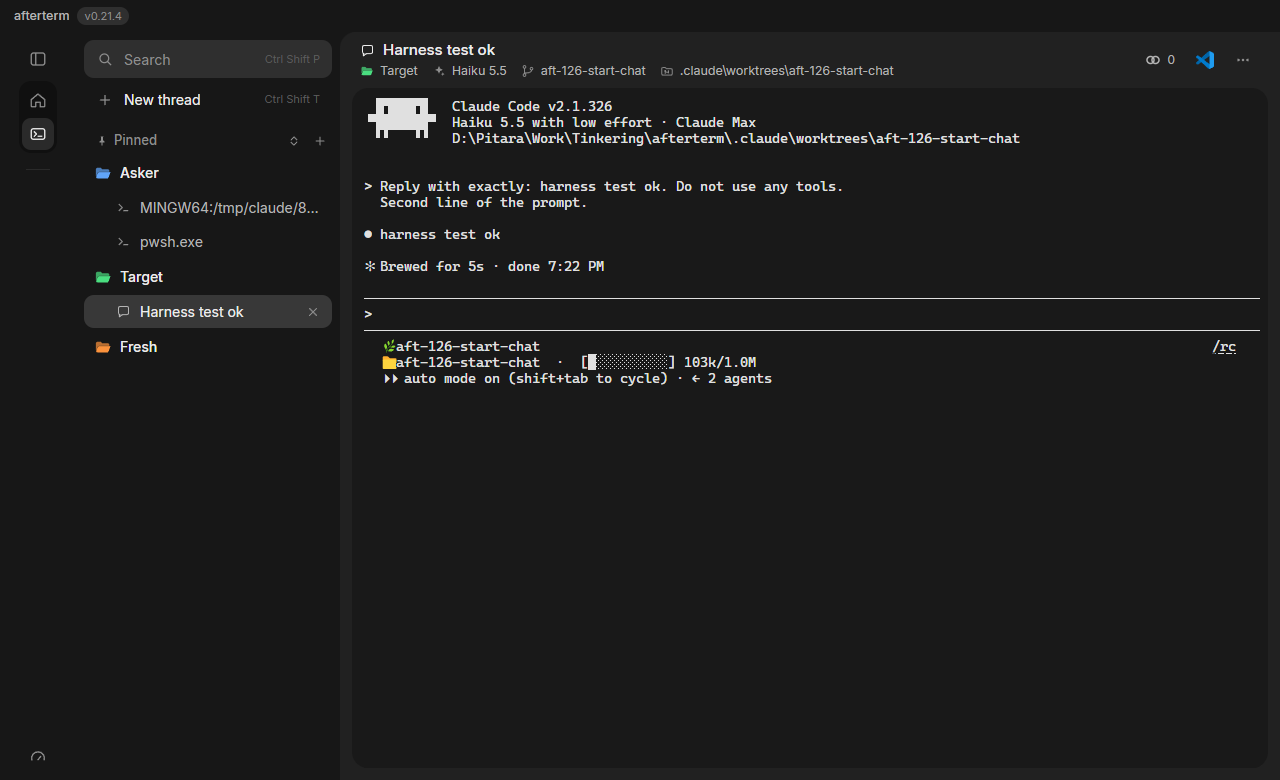 afterterm v0.21.4
Search Ctrl Shift P
New thread Ctrl Shift T
Pinned
Asker
MINGW64:/tmp/claude/8...
pwsh.exe
Target
Harness test ok
Fresh
Harness test ok
Target Haiku 5.5 aft-126-start-chat .claude\worktrees\aft-126-start-chat
0
Claude Code v2.1.326
Haiku 5.5 with low effort · Claude Max
D:\Pitara\Work\Tinkering\afterterm\.claude\worktrees\aft-126-start-chat
> Reply with exactly: harness test ok. Do not use any tools.
Second line of the prompt.
● harness test ok
✻ Brewed for 5s · done 7:22 PM
>
aft-126-start-chat /rc
aft-126-start-chat · [█░░░░░░░░░] 103k/1.0M
⏵⏵ auto mode on (shift+tab to cycle) · ← 2 agents